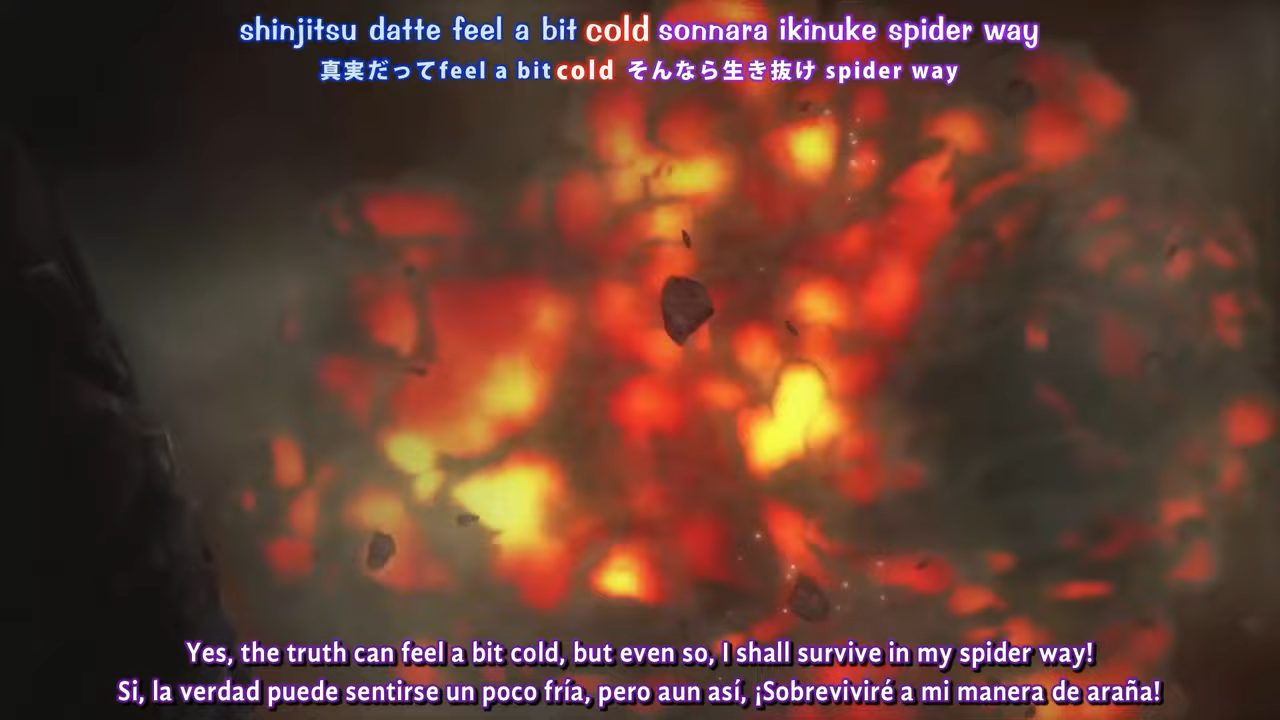 shinjitsu datte feel a bit cold sonnara ikinuke spider way
真実だってfeel a bit cold そんなら生き抜け spider way
Yes, the truth can feel a bit cold, but even so, I shall survive in my spider way!
Si, la verdad puede sentirse un poco fría, pero aun así, ¡Sobreviviré a mi manera de araña!